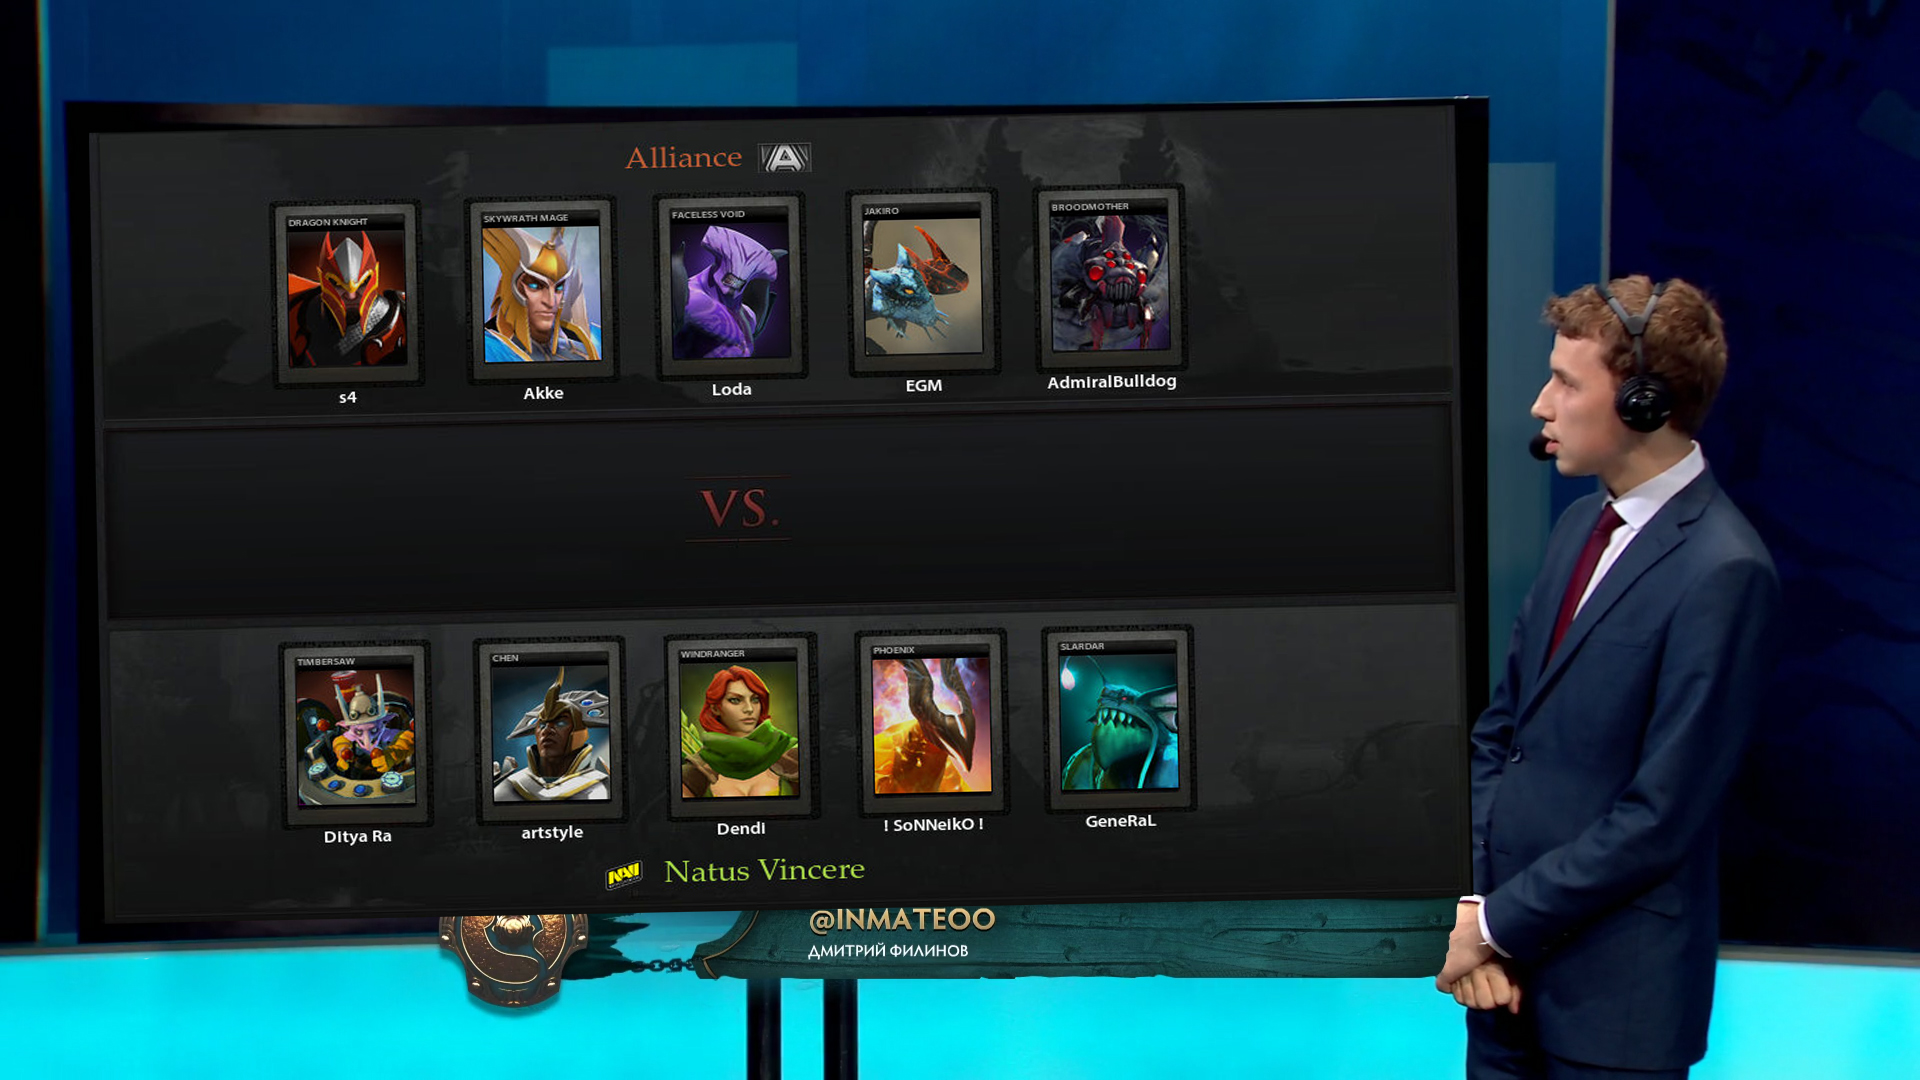 Alliance
DRAGON KNIGHT
SKYWRATH MAGE
FACELESS VOID
JAKIRO
BROODMOTHER
s4
Akke
Loda
EGM
AdmiralBulldog
VS.
TIMBERSAW
CHEN
WINDRANGER
PHOENIX
SLARDAR
Ditya Ra
artstyle
Dendi
! SoNNeikO !
GeneRaL
NAVI
Natus Vincere
@INMATEOO
ДМИТРИЙ ФИЛИНОВ